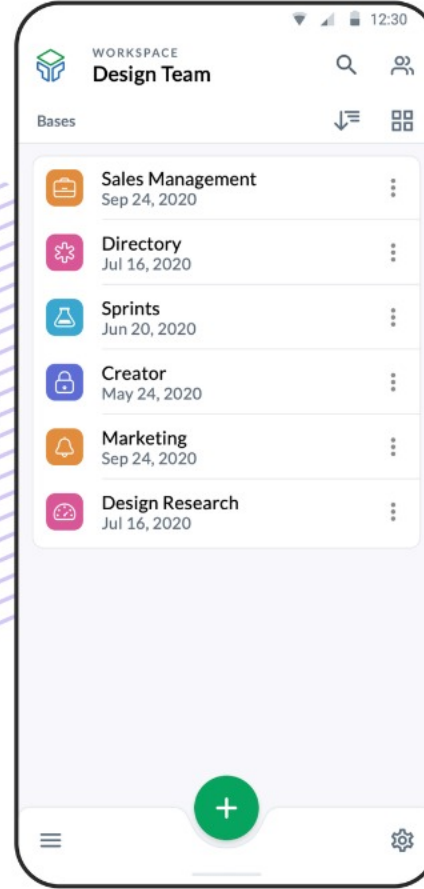 12:30
WORKSPACE
Design Team
Bases
Sales Management
Sep 24, 2020
Directory
Jul 16, 2020
Sprints
Jun 20, 2020
Creator
May 24, 2020
Marketing
Sep 24, 2020
Design Research
Jul 16, 2020